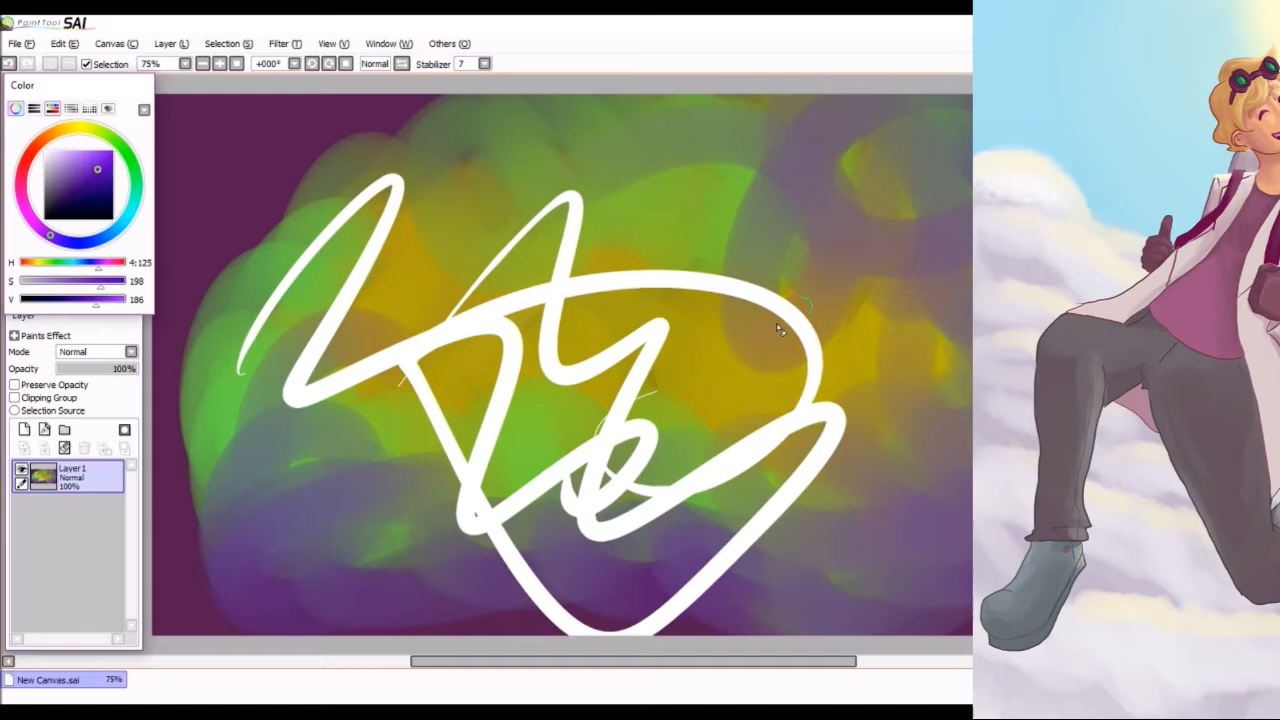 PaintTool SAI
File (F) Edit (E) Canvas (C) Layer (L) Selection (S) Filter (T) View (V) Window (W) Others (O)
Selection 75% +000° Normal Stabilizer 7
Color
H 4:125
S 198
V 186
Layer
Paints Effect
Mode Normal
Opacity 100%
Preserve Opacity
Clipping Group
Selection Source
Layer1
Normal
100%
New Canvas.sai 75%